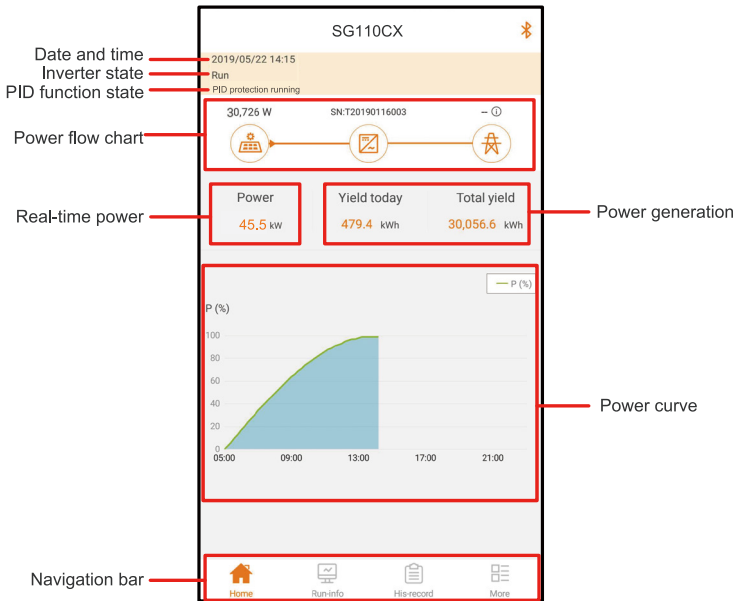 SG110CX
Date and time
2019/05/22 14:15
Inverter state
Run
PID function state
PID protection running
30,726 W
SN:T20190116003
--
Power flow chart
Power
Yield today
Total yield
Real-time power
45.5 kW
479.4 kWh
30,056.6 kWh
Power generation
P (%)
P (%)
100
80
60
40
20
0
05:00 09:00 13:00 17:00 21:00
Power curve
Navigation bar
Home
Run-info
His-record
More